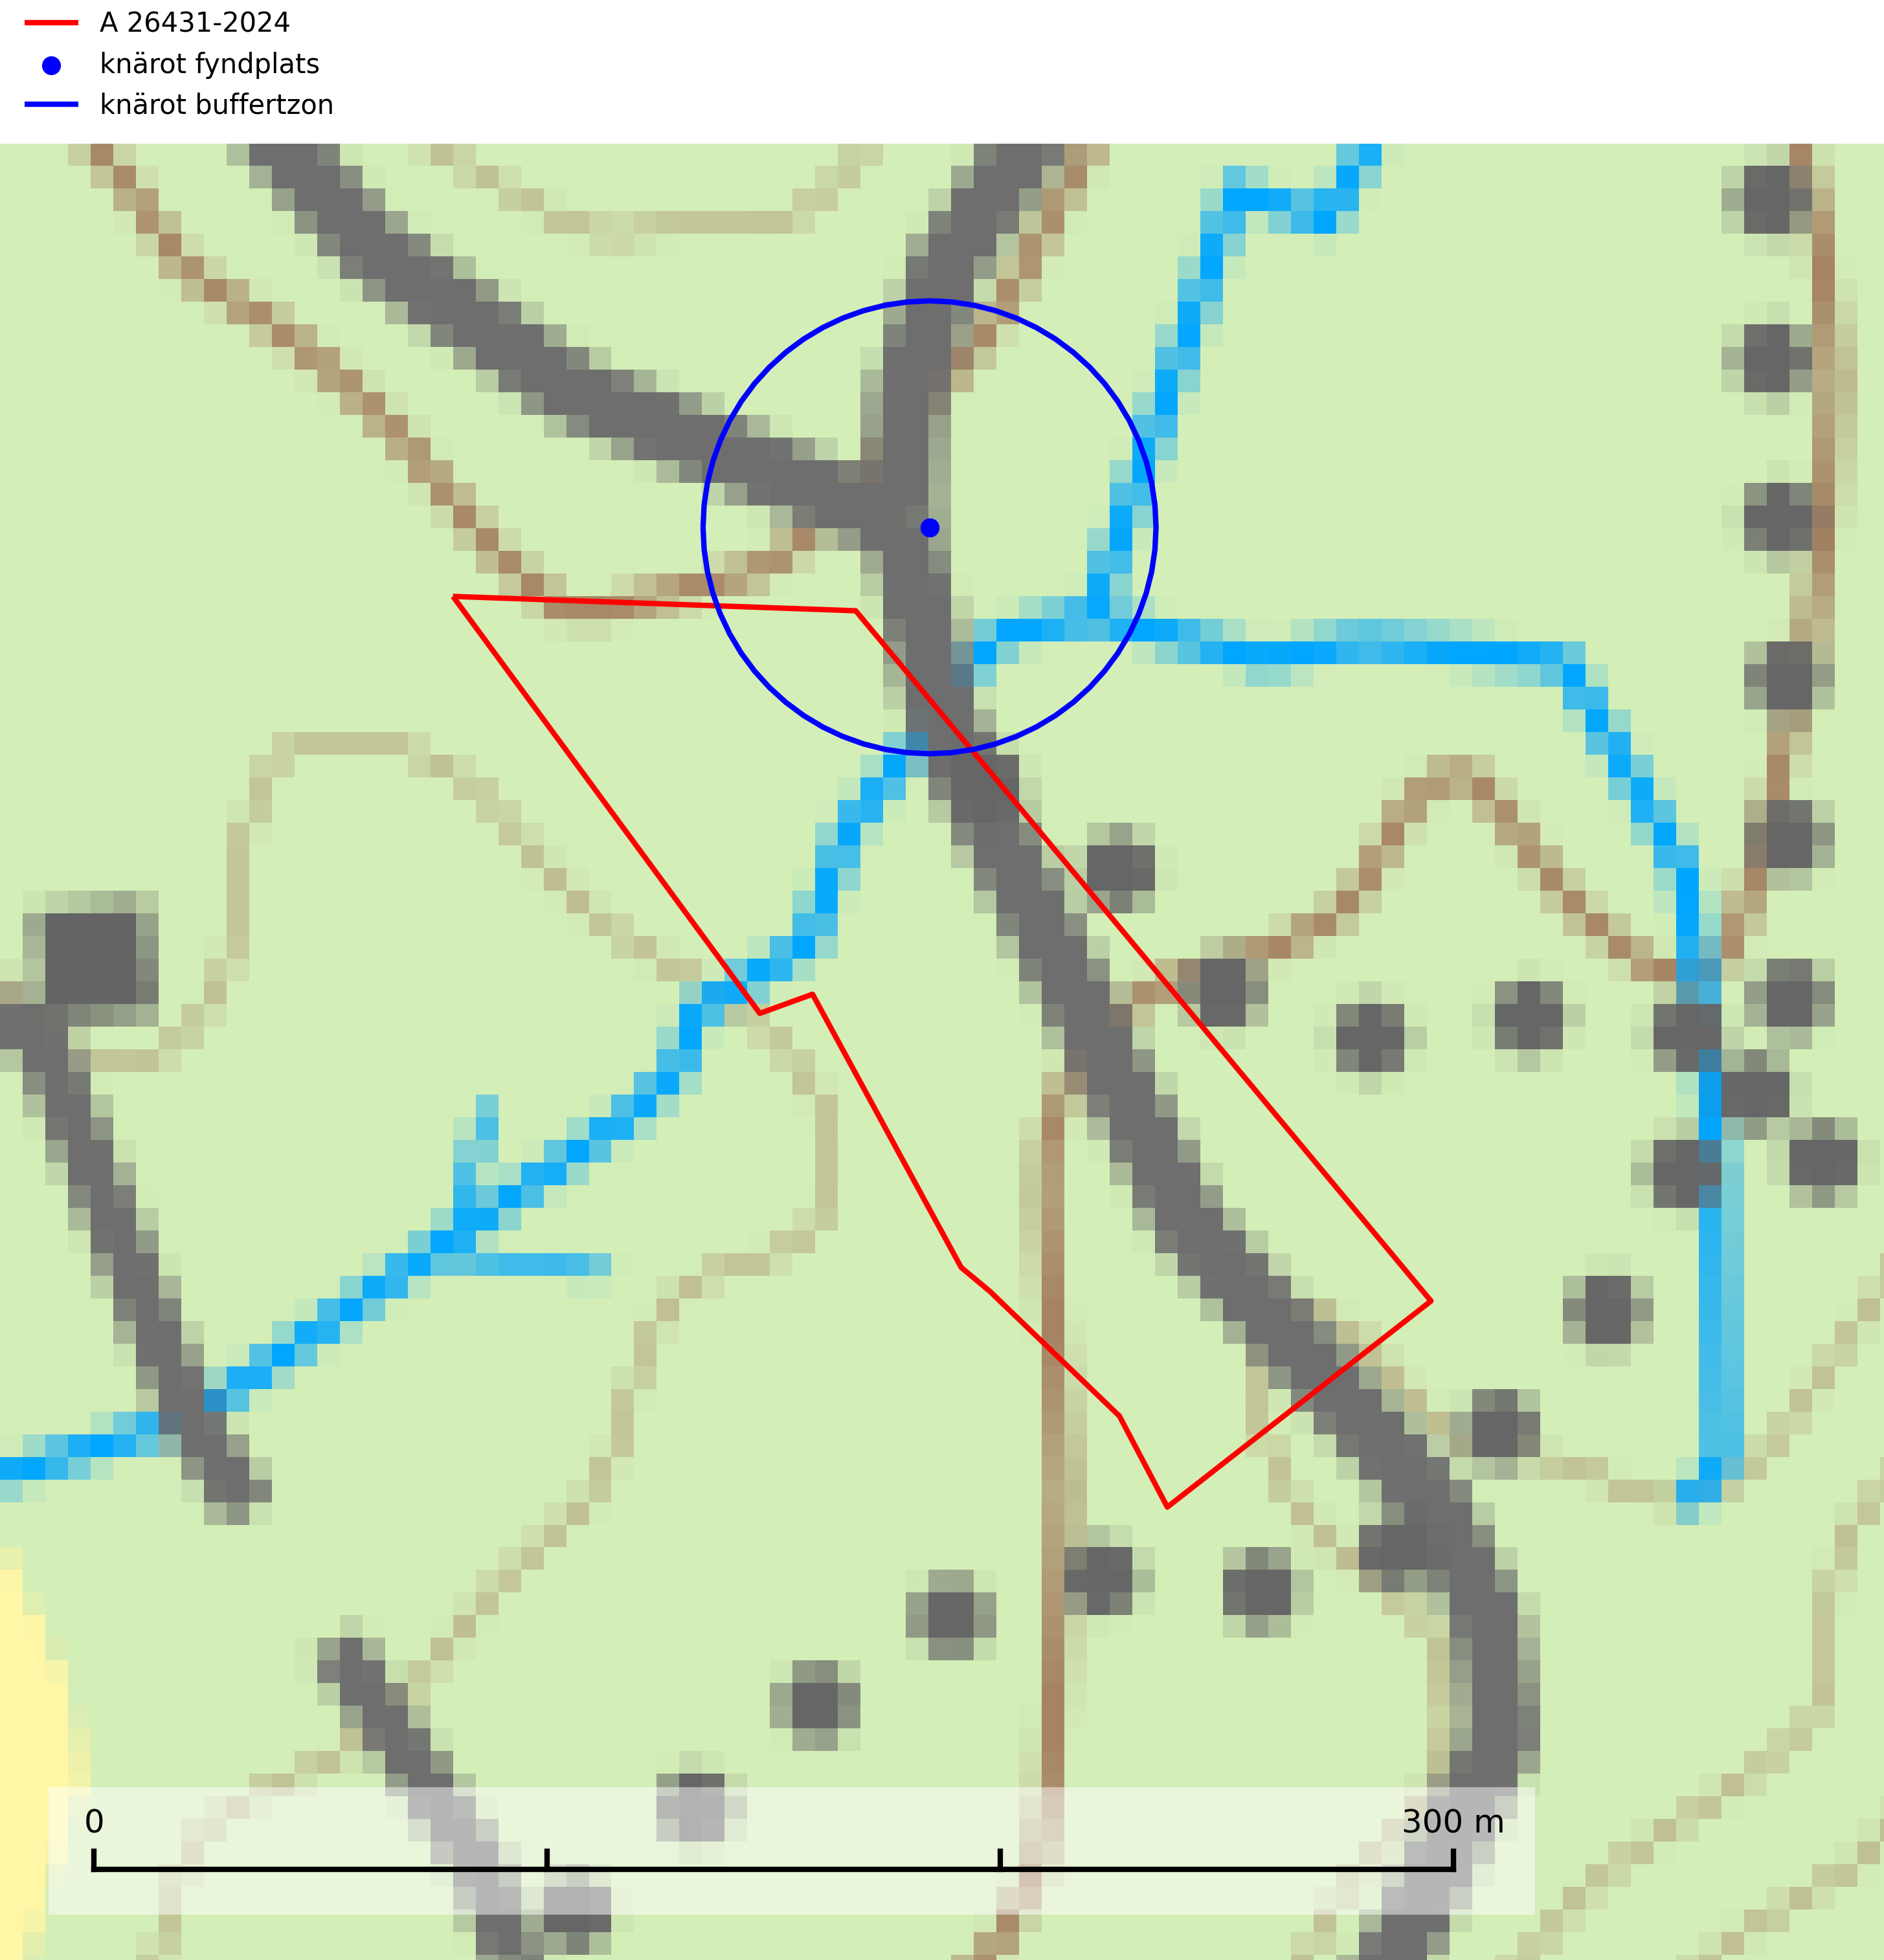 A 26431-2024
knärot fyndplats
knärot buffertzon
0 300 m